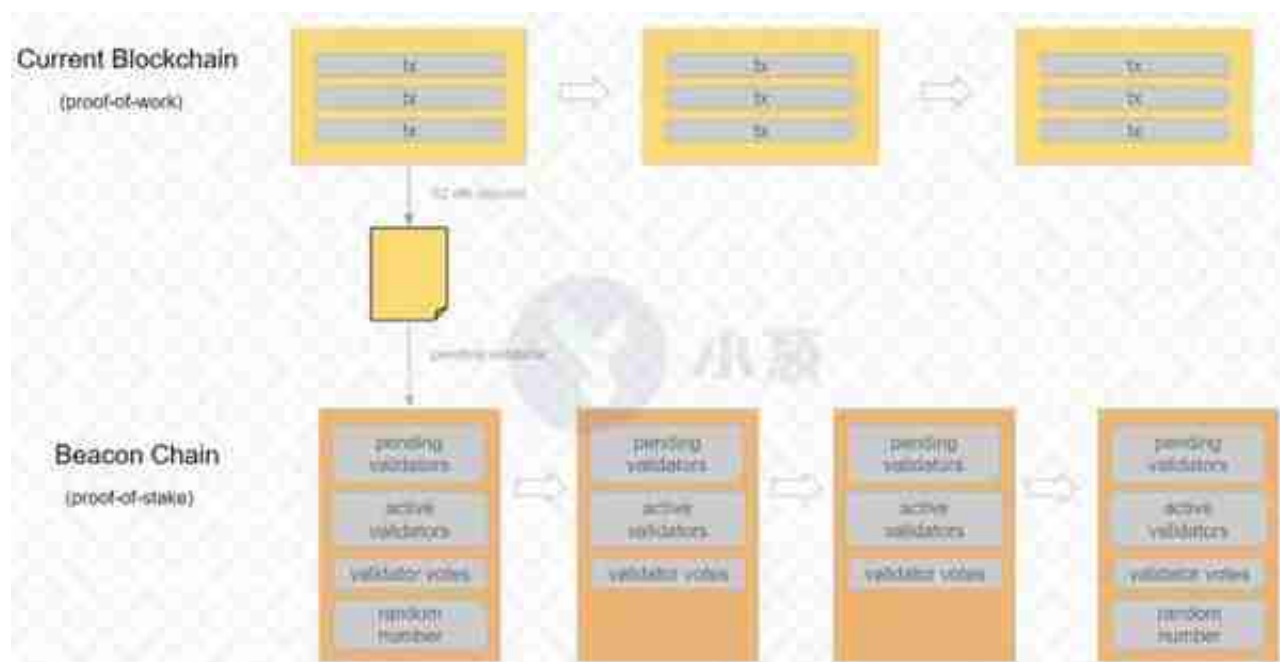 Current Blockchain
(proof-of-work)
tx
tx
tx
tx
tx
tx
tx
tx
tx
pending validator
Beacon Chain
(proof-of-stake)
pending
validators
active
validators
validator votes
random
number
pending
validators
active
validators
validator votes
pending
validators
active
validators
validator votes
pending
validators
active
validators
validator votes
random
number